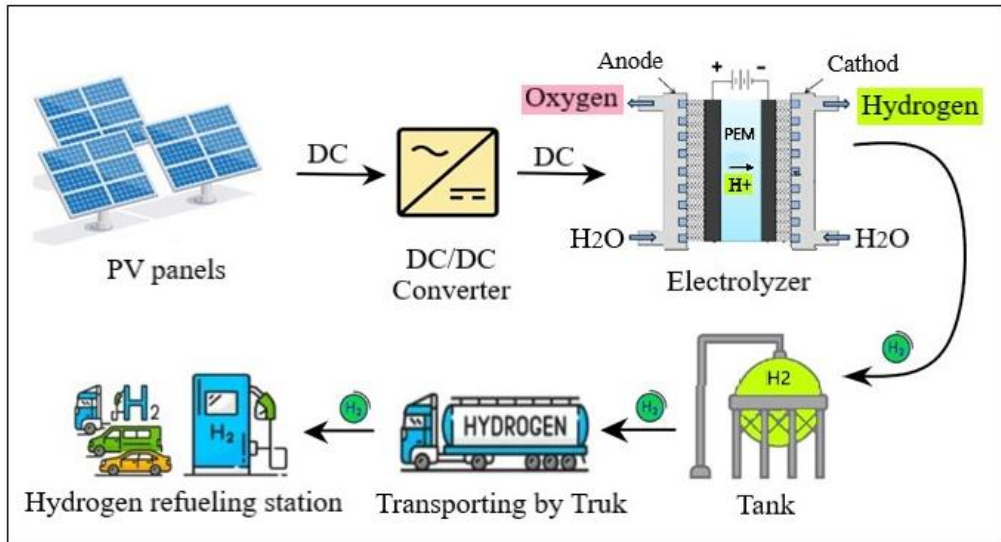 Anode
Cathod
+ -
Oxygen
Hydrogen
DC
DC
PEM
H+
H2O
H2O
PV panels
DC/DC
Converter
Electrolyzer
H2
H2
H2
H2
H2
H2
HYDROGEN
Hydrogen refueling station
Transporting by Truk
Tank